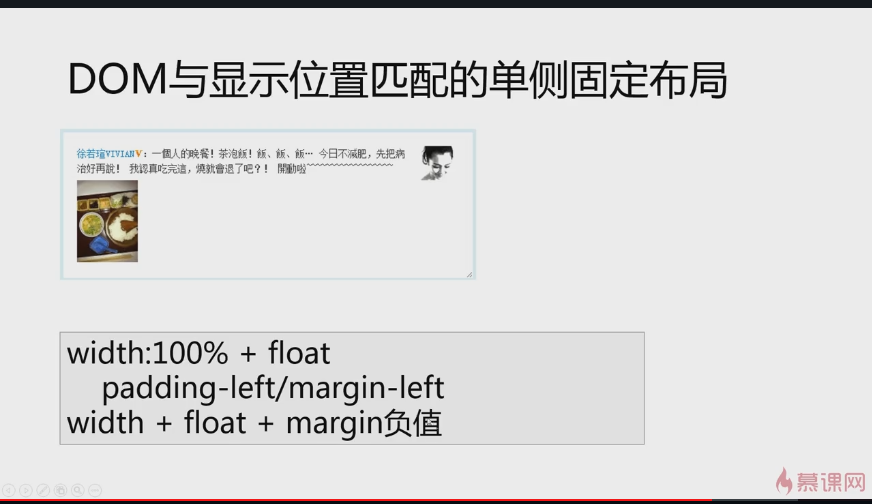 DOM与显示位置匹配的单侧固定布局
徐若瑄VIVIANV：一個人的晚餐！茶泡飯！飯、飯、飯… 今日不減肥，先把病
治好再說！ 我認真吃完這，燒就會退了吧？！ 開動啦~~~~~~~~~~~~~~~~~~
width:100% + float
padding-left/margin-left
width + float + margin负值
慕课网